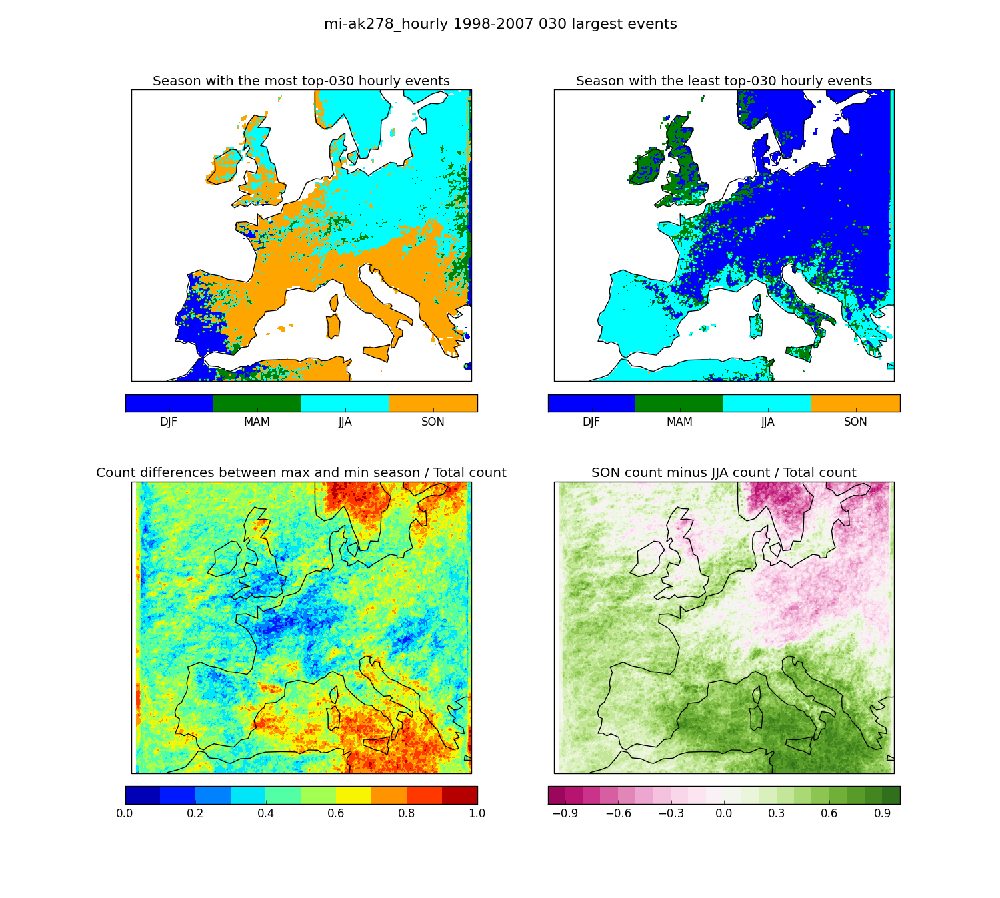 mi-ak278_hourly 1998-2007 030 largest events
Season with the most top-030 hourly events
Season with the least top-030 hourly events
DJF MAM JJA SON
DJF MAM JJA SON
Count differences between max and min season / Total count
SON count minus JJA count / Total count
0.0 0.2 0.4 0.6 0.8 1.0
−0.9 −0.6 −0.3 0.0 0.3 0.6 0.9